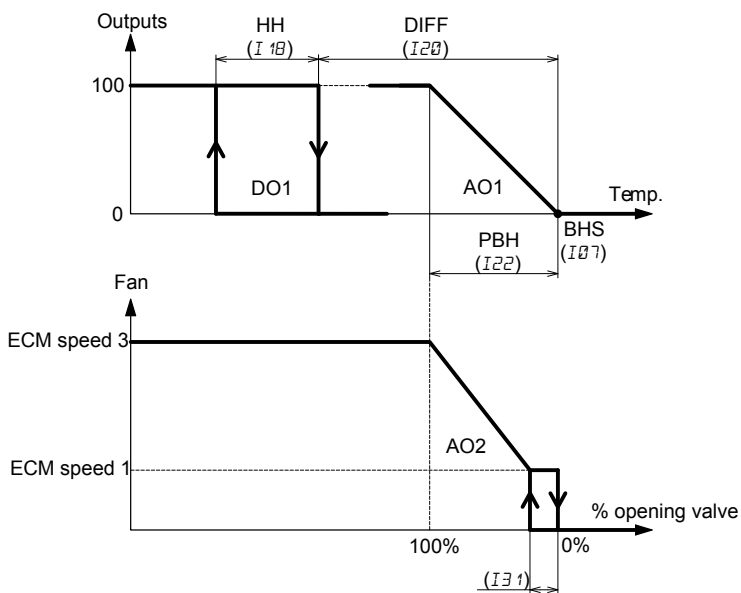 Outputs
HH
(I18)
DIFF
(I20)
100
DO1
AO1
Temp.
0
PBH
(I22)
BHS
(I07)
Fan
ECM speed 3
AO2
ECM speed 1
% opening valve
100%
0%
(I31)